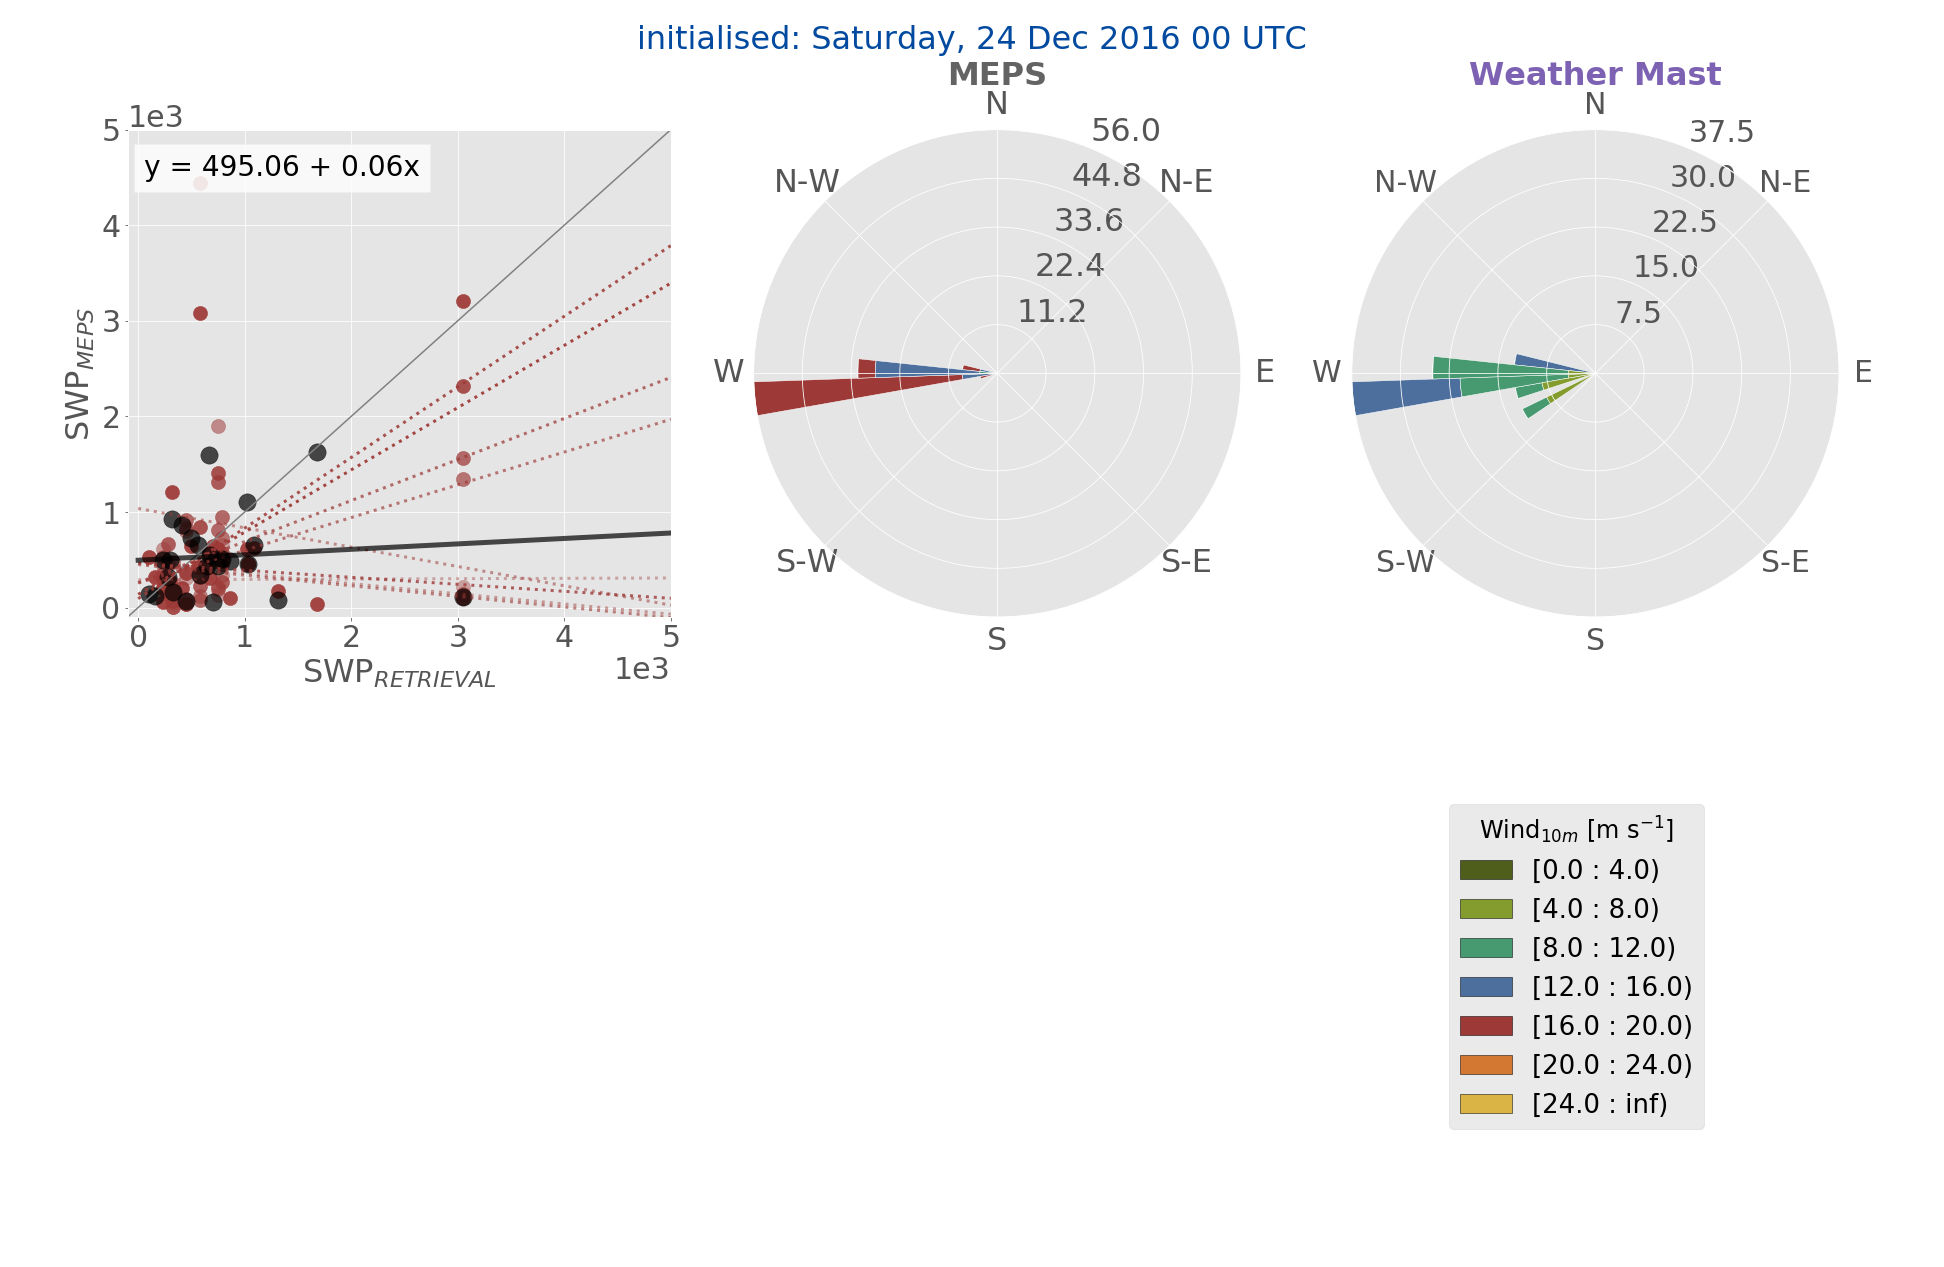 initialised: Saturday, 24 Dec 2016 00 UTC
1e3
5
4
3
2
1
0
SWP_MEPS
y = 495.06 + 0.06x
0 1 2 3 4 5
1e3
SWP_RETRIEVAL
MEPS
N
56.0
44.8
33.6
22.4
11.2
N-W
N-E
W
E
S-W
S-E
S
Weather Mast
N
37.5
30.0
22.5
15.0
7.5
N-W
N-E
W
E
S-W
S-E
S
Wind_10m [m s^−1]
[0.0 : 4.0)
[4.0 : 8.0)
[8.0 : 12.0)
[12.0 : 16.0)
[16.0 : 20.0)
[20.0 : 24.0)
[24.0 : inf)